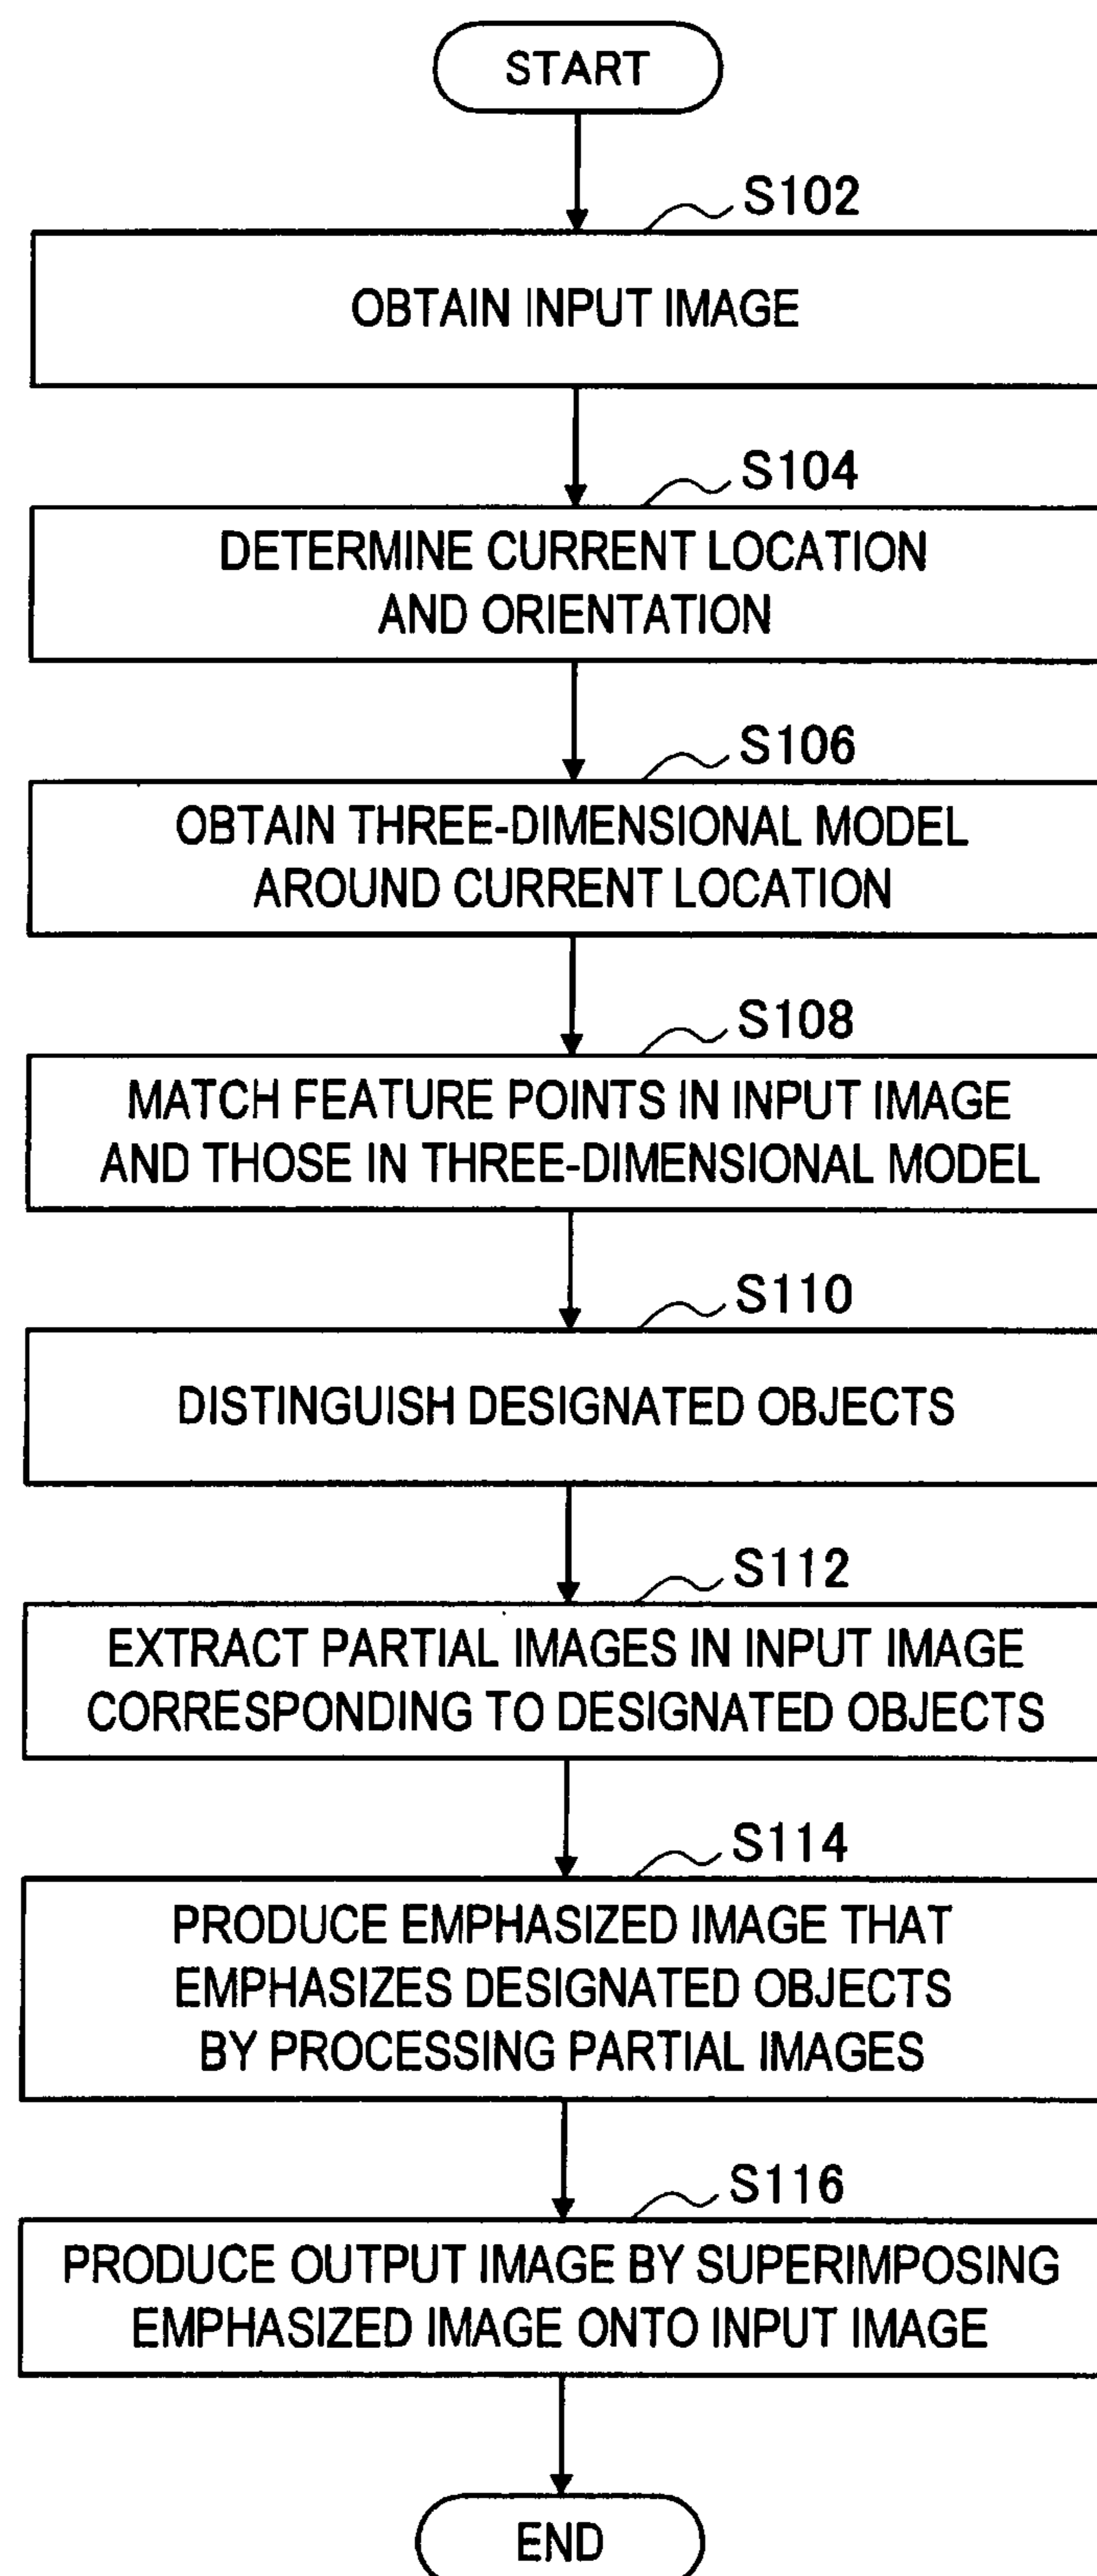 START
S102
OBTAIN INPUT IMAGE
S104
DETERMINE CURRENT LOCATION
AND ORIENTATION
S106
OBTAIN THREE-DIMENSIONAL MODEL
AROUND CURRENT LOCATION
S108
MATCH FEATURE POINTS IN INPUT IMAGE
AND THOSE IN THREE-DIMENSIONAL MODEL
S110
DISTINGUISH DESIGNATED OBJECTS
S112
EXTRACT PARTIAL IMAGES IN INPUT IMAGE
CORRESPONDING TO DESIGNATED OBJECTS
S114
PRODUCE EMPHASIZED IMAGE THAT
EMPHASIZES DESIGNATED OBJECTS
BY PROCESSING PARTIAL IMAGES
S116
PRODUCE OUTPUT IMAGE BY SUPERIMPOSING
EMPHASIZED IMAGE ONTO INPUT IMAGE
END